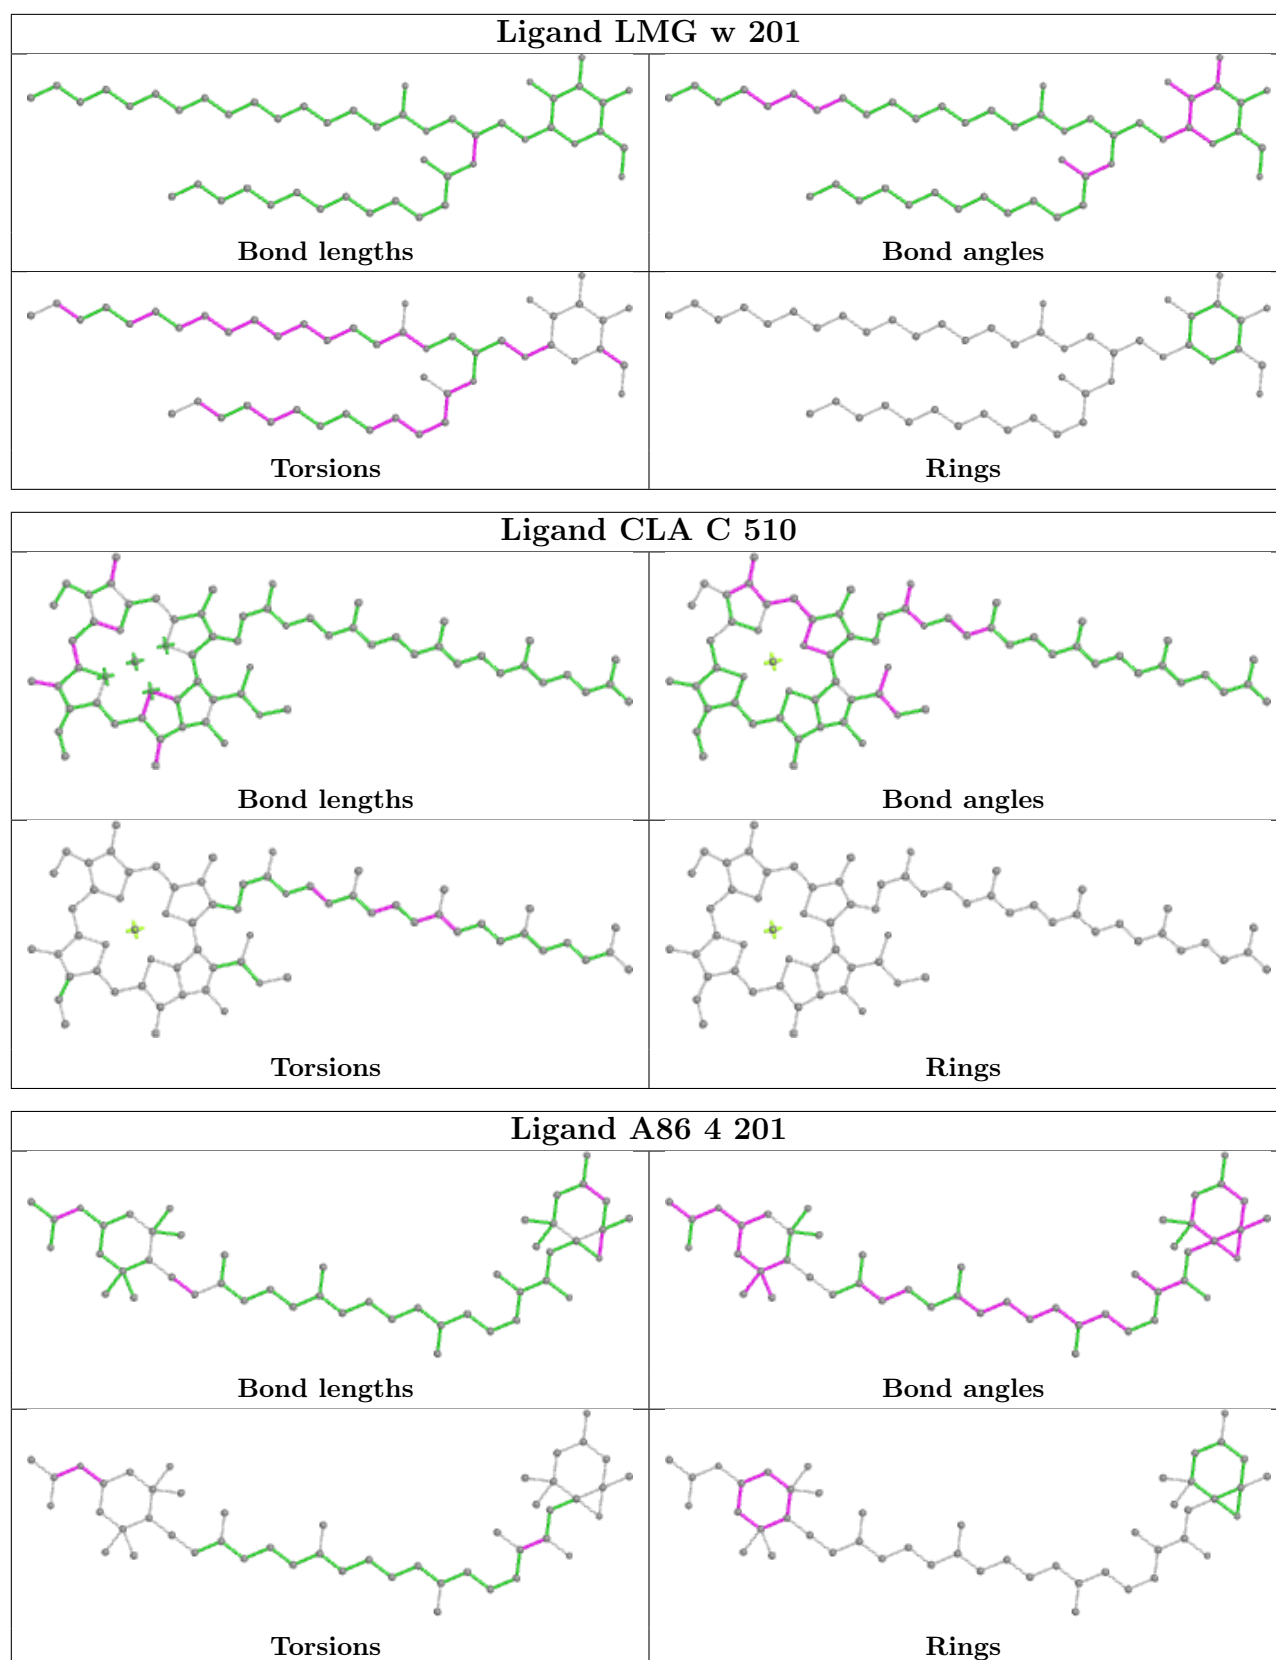 Ligand LMG w 201
Bond lengths
Bond angles
Torsions
Rings
Ligand CLA C 510
Bond lengths
Bond angles
Torsions
Rings
Ligand A86 4 201
Bond lengths
Bond angles
Torsions
Rings